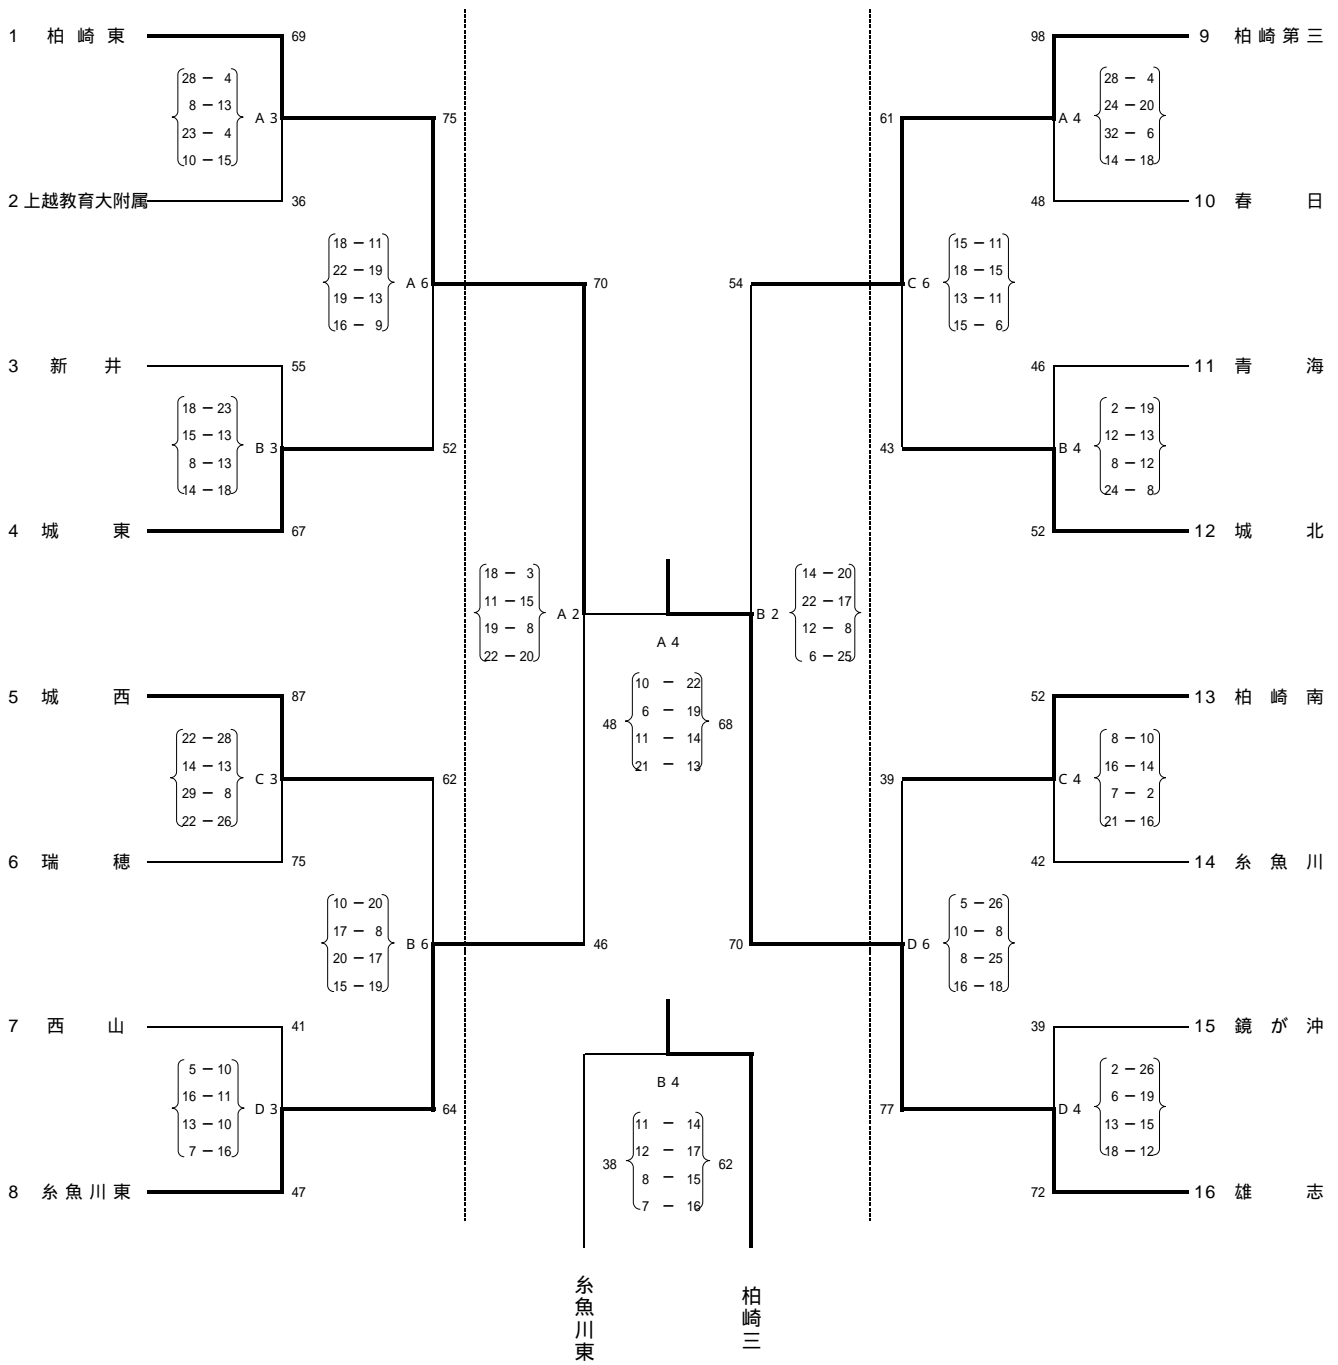 1 柏崎東 69
28 － 4
8 － 13
A 3
23 － 4
10 － 15
75
2 上越教育大附属 36
18 － 11
22 － 19
A 6
19 － 13
16 － 9
70
3 新井 55
18 － 23
15 － 13
B 3
8 － 13
14 － 18
52
4 城東 67
18 － 3
11 － 15
A 2
19 － 8
22 － 20
5 城西 87
22 － 28
14 － 13
C 3
29 － 8
22 － 26
62
6 瑞穂 75
10 － 20
17 － 8
B 6
20 － 17
15 － 19
46
7 西山 41
5 － 10
16 － 11
D 3
13 － 10
7 － 16
64
8 糸魚川東 47
A 4
10 － 22
6 － 19
48 68
11 － 14
21 － 13
B 4
11 － 14
12 － 17
38 62
8 － 15
7 － 16
糸魚川東
柏崎三
98 9 柏崎第三
28 － 4
24 － 20
A 4
32 － 6
14 － 18
61
48 10 春日
15 － 11
18 － 15
C 6
13 － 11
15 － 6
54
46 11 青海
2 － 19
12 － 13
B 4
8 － 12
24 － 8
43
52 12 城北
14 － 20
22 － 17
B 2
12 － 8
6 － 25
52 13 柏崎南
8 － 10
16 － 14
C 4
7 － 2
21 － 16
39
42 14 糸魚川
5 － 26
10 － 8
D 6
8 － 25
16 － 18
70
39 15 鏡が沖
2 － 26
6 － 19
D 4
13 － 15
18 － 12
77
72 16 雄志